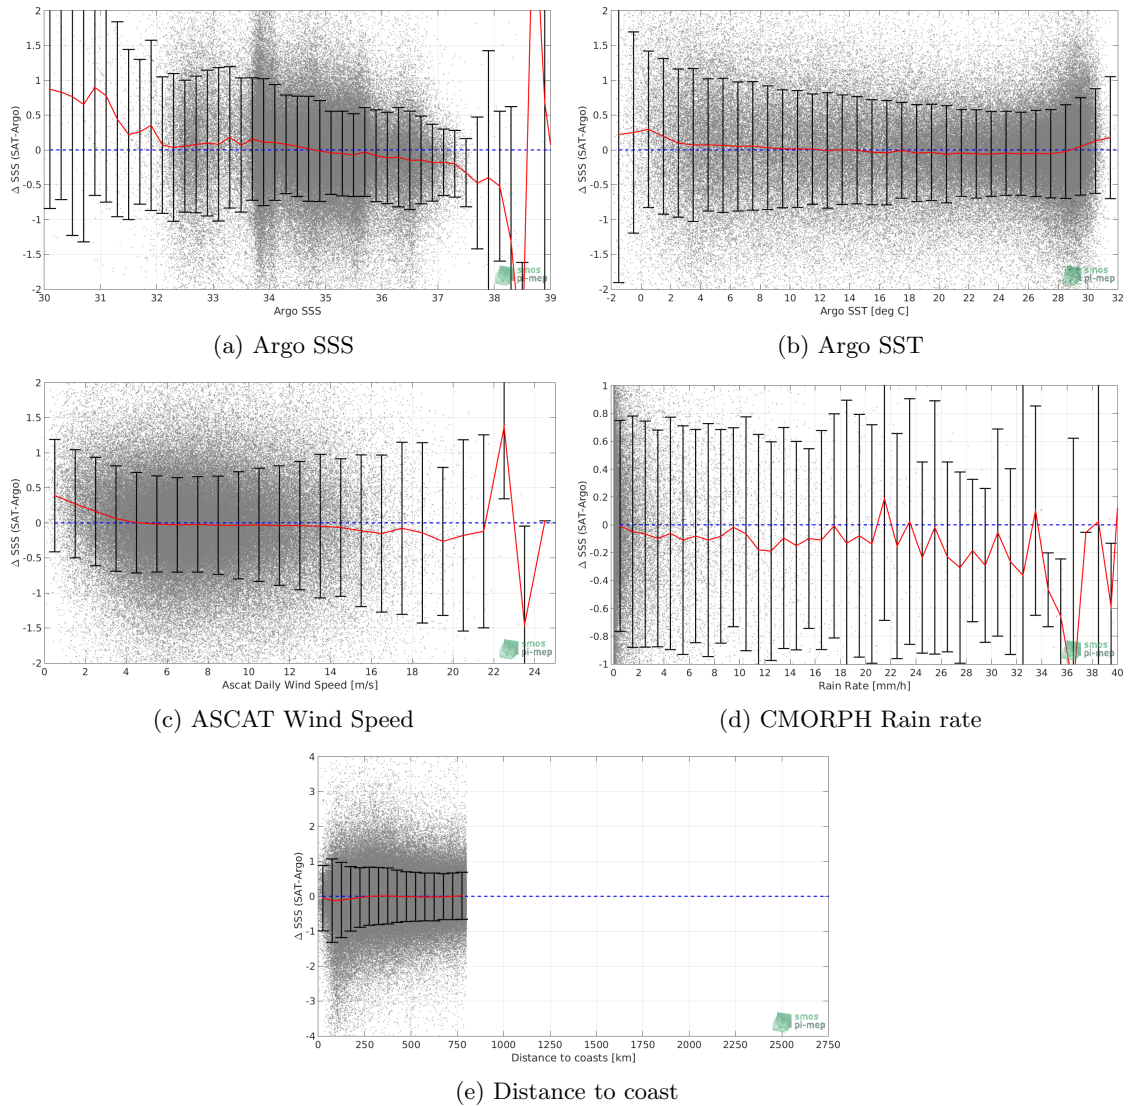 2
1.5
1
0.5
0
-0.5
-1
-1.5
-2
Δ SSS (SAT-Argo)
30 31 32 33 34 35 36 37 38 39
Argo SSS
smos
pi-mep
(a) Argo SSS
2
1.5
1
0.5
0
-0.5
-1
-1.5
-2
Δ SSS (SAT-Argo)
-2 0 2 4 6 8 10 12 14 16 18 20 22 24 26 28 30 32
Argo SST [deg C]
smos
pi-mep
(b) Argo SST
2
1.5
1
0.5
0
-0.5
-1
-1.5
-2
Δ SSS (SAT-Argo)
0 2 4 6 8 10 12 14 16 18 20 22 24
Ascat Daily Wind Speed [m/s]
smos
pi-mep
(c) ASCAT Wind Speed
1
0.8
0.6
0.4
0.2
0
-0.2
-0.4
-0.6
-0.8
-1
Δ SSS (SAT-Argo)
0 2 4 6 8 10 12 14 16 18 20 22 24 26 28 30 32 34 36 38 40
Rain Rate [mm/h]
smos
pi-mep
(d) CMORPH Rain rate
4
3
2
1
0
-1
-2
-3
-4
Δ SSS (SAT-Argo)
0 250 500 750 1000 1250 1500 1750 2000 2250 2500 2750
Distance to coasts [km]
smos
pi-mep
(e) Distance to coast